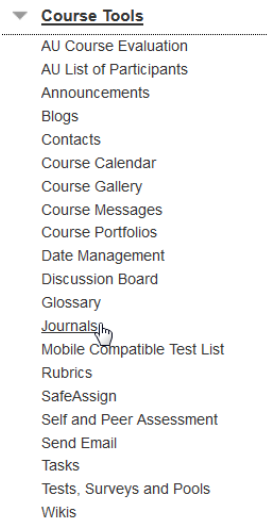 Course Tools
AU Course Evaluation
AU List of Participants
Announcements
Blogs
Contacts
Course Calendar
Course Gallery
Course Messages
Course Portfolios
Date Management
Discussion Board
Glossary
Journals
Mobile Compatible Test List
Rubrics
SafeAssign
Self and Peer Assessment
Send Email
Tasks
Tests, Surveys and Pools
Wikis